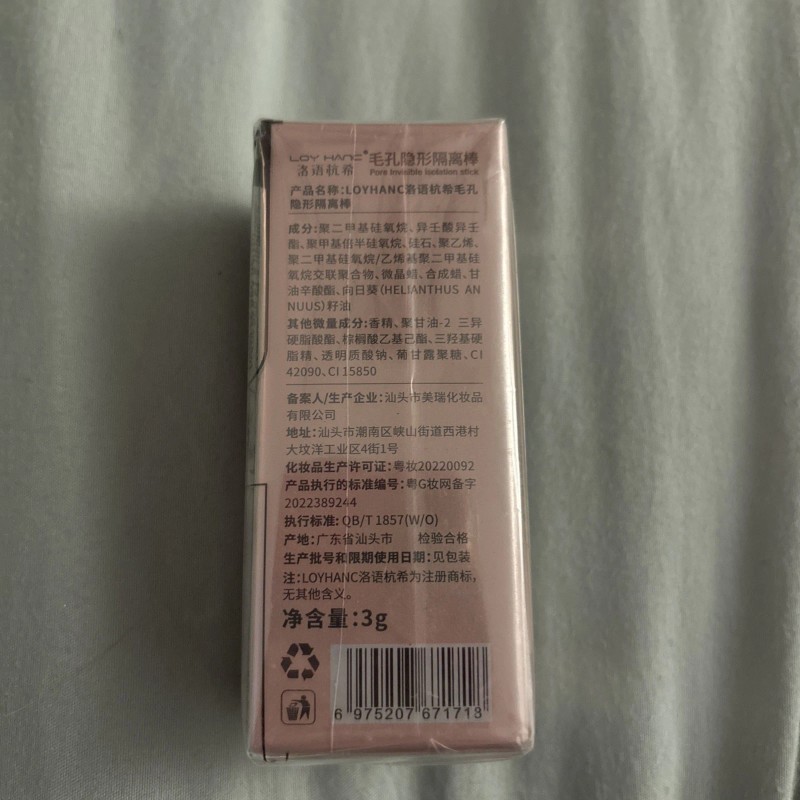 LOY HANC® 毛孔隐形隔离棒
洛语杭希 Pore invisible isolation stick
产品名称:LOYHANC洛语杭希毛孔
隐形隔离棒
成分:聚二甲基硅氧烷、异壬酸异壬
酯、聚甲基倍半硅氧烷、硅石、聚乙烯、
聚二甲基硅氧烷/乙烯基聚二甲基硅
氧烷交联聚合物、微晶蜡、合成蜡、甘
油辛酸酯、向日葵(HELIANTHUS AN
NUUS)籽油
其他微量成分:香精、聚甘油-2 三异
硬脂酸酯、棕榈酸乙基己酯、三羟基硬
脂精、透明质酸钠、葡甘露聚糖、CI
42090、CI 15850
备案人/生产企业:汕头市美瑞化妆品
有限公司
地址:汕头市潮南区峡山街道西港村
大坟洋工业区4街1号
化妆品生产许可证:粤妆20220092
产品执行的标准编号:粤G妆网备字
2022389244
执行标准:QB/T 1857(W/O)
产地:广东省汕头市 检验合格
生产批号和限期使用日期:见包装
注:LOYHANC洛语杭希为注册商标,
无其他含义。
净含量:3g
6 975207 671713